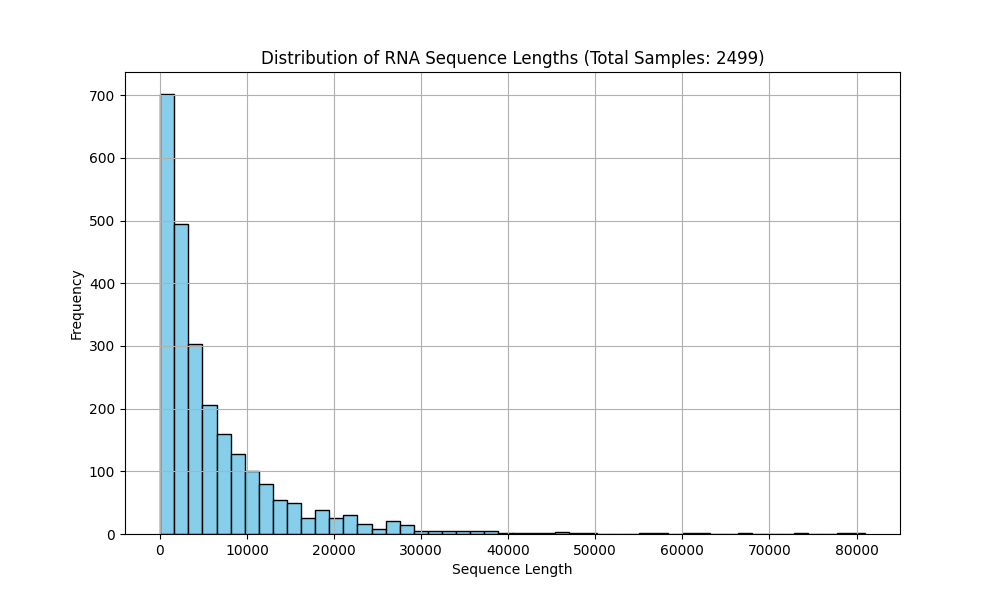 Distribution of RNA Sequence Lengths (Total Samples: 2499)
700
600
500
400
300
200
100
0
Frequency
0 10000 20000 30000 40000 50000 60000 70000 80000
Sequence Length